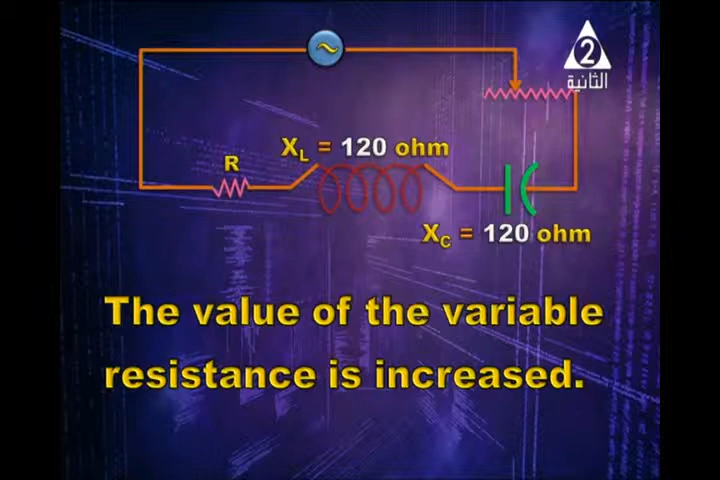 2
الثانية
X_L = 120 ohm
R
X_C = 120 ohm
The value of the variable
resistance is increased.